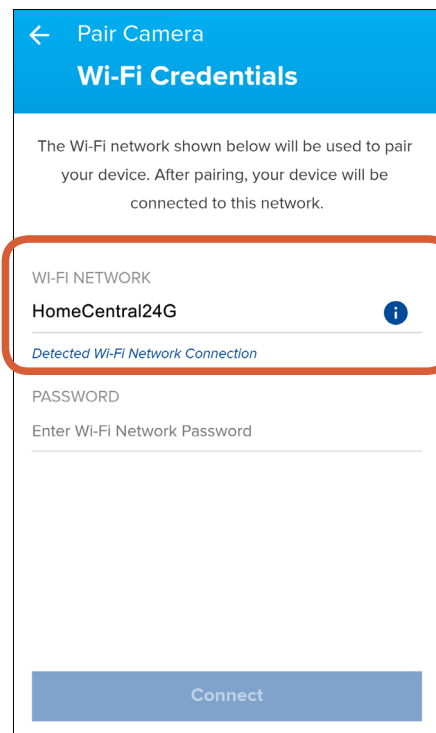 Pair Camera
Wi-Fi Credentials
The Wi-Fi network shown below will be used to pair
your device. After pairing, your device will be
connected to this network.
WI-FI NETWORK
HomeCentral24G
i
Detected Wi-Fi Network Connection
PASSWORD
Enter Wi-Fi Network Password
Connect